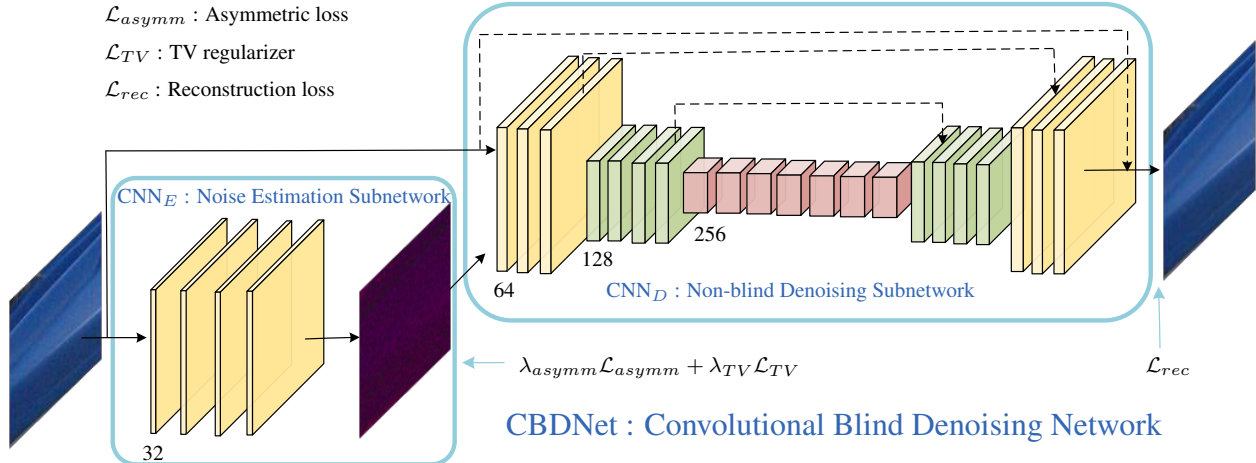 𝓛_asymm : Asymmetric loss
𝓛_TV : TV regularizer
𝓛_rec : Reconstruction loss
CNN_E : Noise Estimation Subnetwork
32
64
128
256
CNN_D : Non-blind Denoising Subnetwork
λ_asymm 𝓛_asymm + λ_TV 𝓛_TV
𝓛_rec
CBDNet : Convolutional Blind Denoising Network